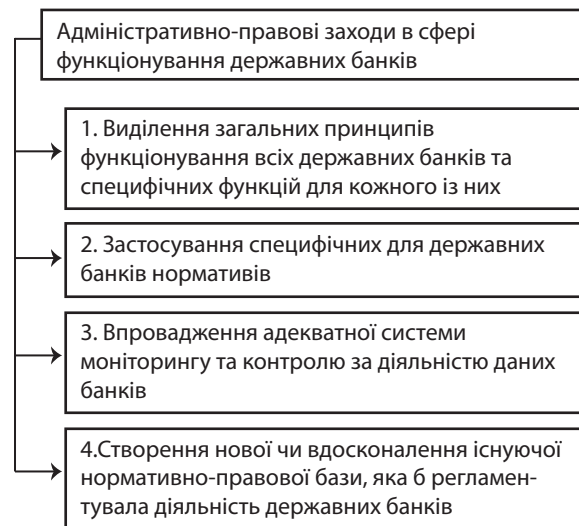 Адміністративно-правові заходи в сфері
функціонування державних банків
1. Виділення загальних принципів
функціонування всіх державних банків та
специфічних функцій для кожного із них
2. Застосування специфічних для державних
банків нормативів
3. Впровадження адекватної системи
моніторингу та контролю за діяльністю даних
банків
4.Створення нової чи вдосконалення існуючої
нормативно-правової бази, яка б регламен-
тувала діяльність державних банків